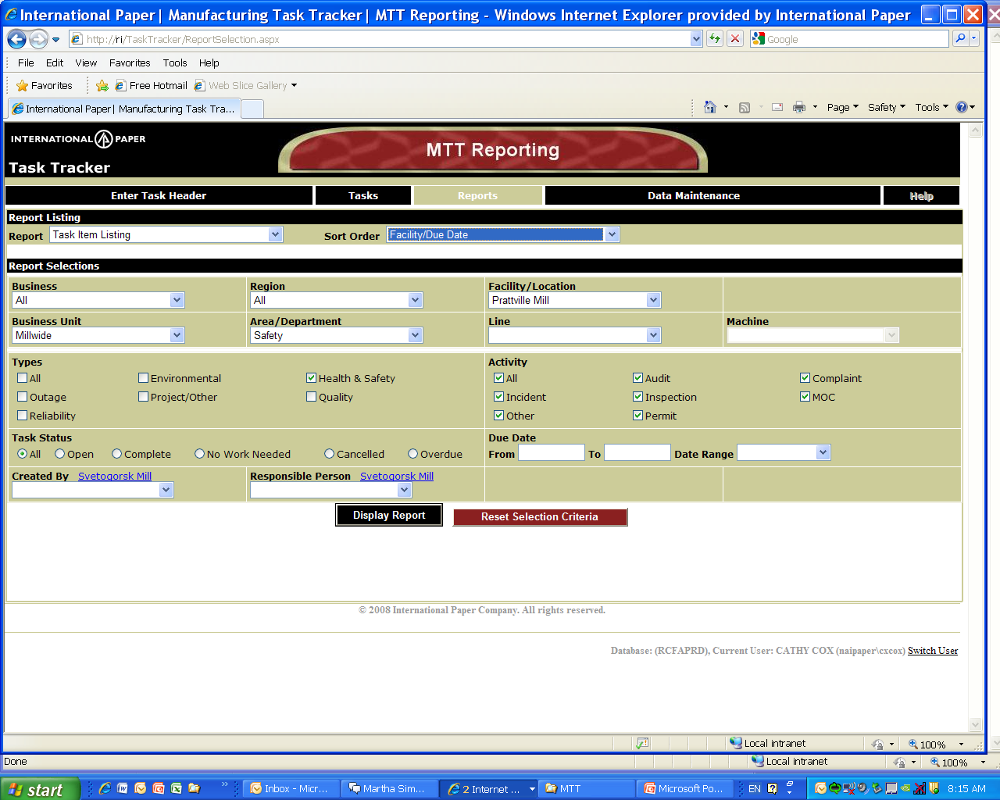 International Paper| Manufacturing Task Tracker| MTT Reporting - Windows Internet Explorer provided by International Paper
http://ri/TaskTracker/ReportSelection.aspx
Google
File Edit View Favorites Tools Help
Favorites Free Hotmail Web Slice Gallery
International Paper| Manufacturing Task Tra... Page Safety Tools
INTERNATIONAL PAPER
MTT Reporting
Task Tracker
Enter Task Header Tasks Reports Data Maintenance Help
Report Listing
Report Task Item Listing Sort Order Facility/Due Date
Report Selections
Business Region Facility/Location
All All Prattville Mill
Business Unit Area/Department Line Machine
Millwide Safety
Types Activity
All Environmental Health & Safety All Audit Complaint
Outage Project/Other Quality Incident Inspection MOC
Reliability Other Permit
Task Status Due Date
All Open Complete No Work Needed Cancelled Overdue From To Date Range
Created By Svetogorsk Mill Responsible Person Svetogorsk Mill
Display Report Reset Selection Criteria
© 2008 International Paper Company. All rights reserved.
Database: (RCFAPRD), Current User: CATHY COX (naipaper\cxcox) Switch User
Local intranet 100%
Done Local intranet 100%
start Inbox - Micr... Martha Sim... 2 Internet ... MTT Microsoft Po... EN 8:15 AM